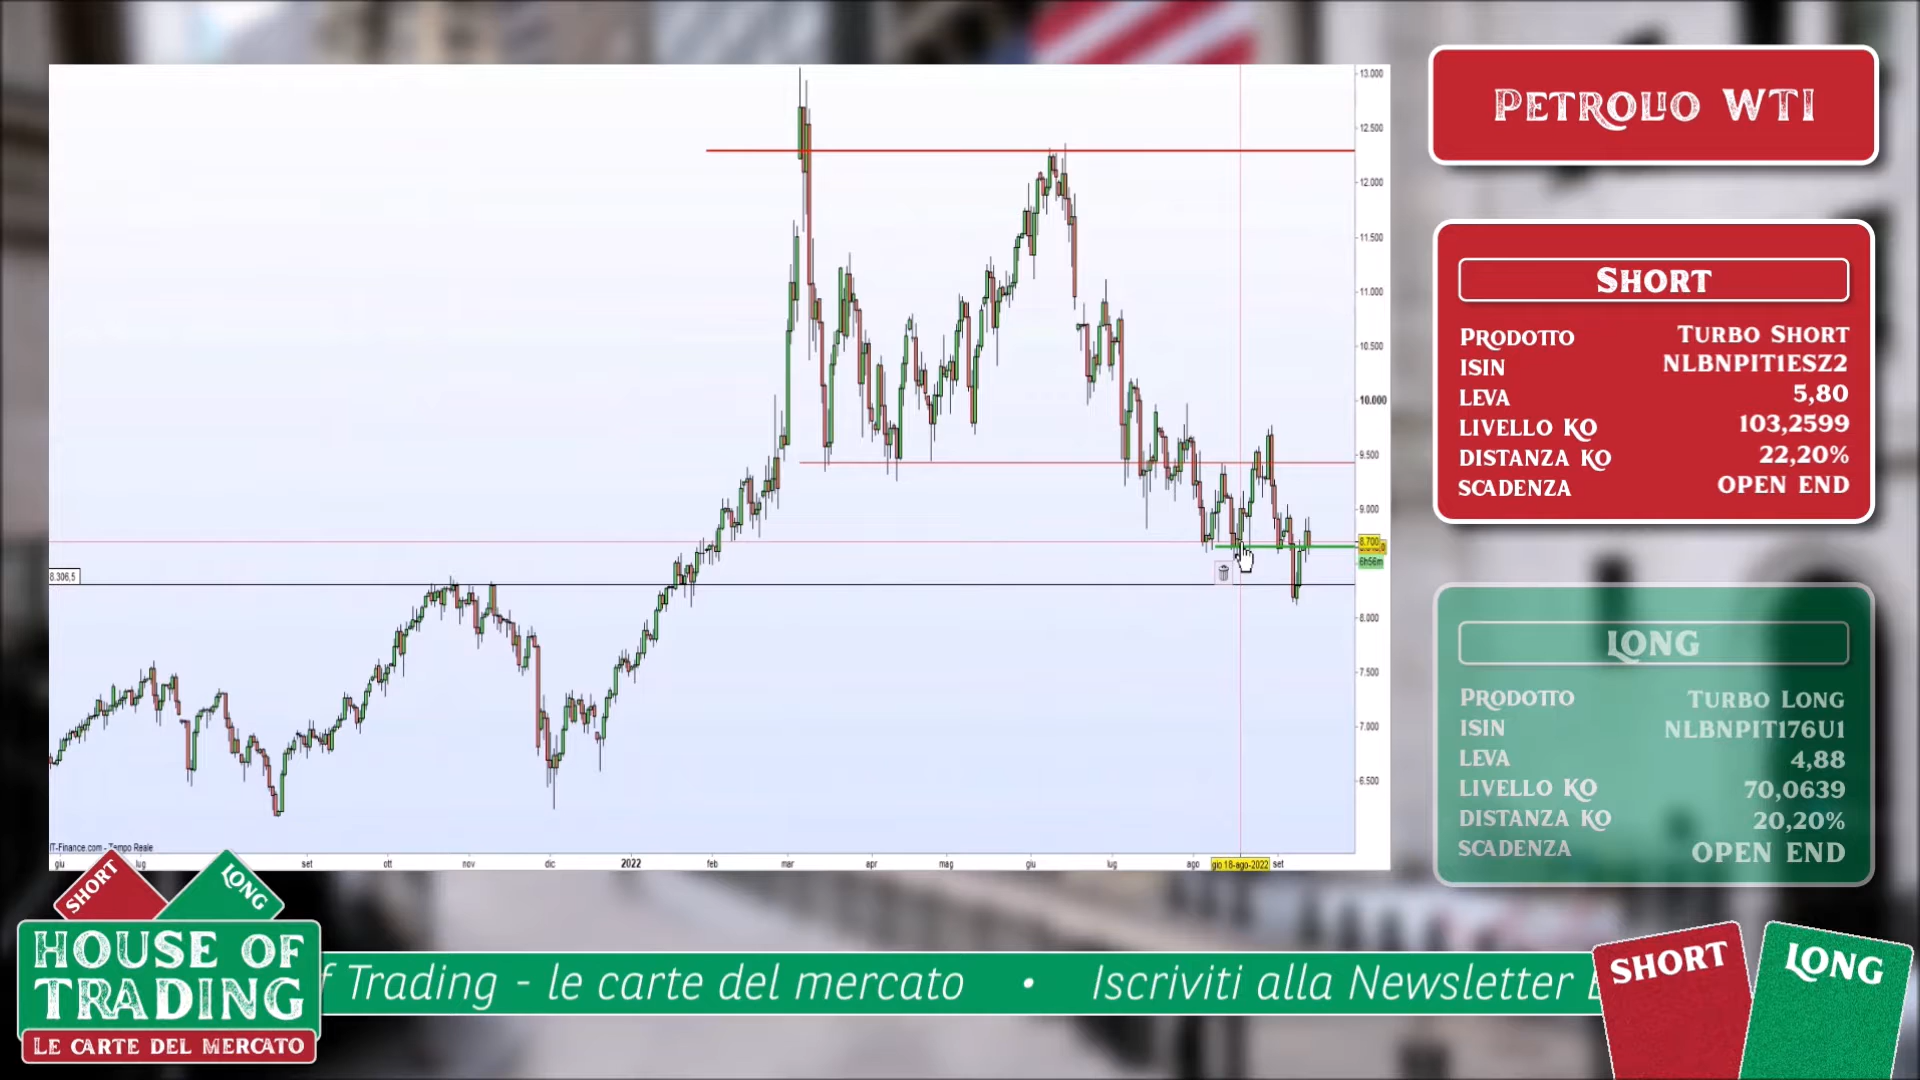 13.000
12.500
12.000
11.500
11.000
10.500
10.000
9.500
9.000
8.700
6h56m
8.000
7.500
7.000
6.500
8.306,5
IT-Finance.com - Tempo Reale
giu lug set ott nov dic 2022 feb mar apr mag giu lug ago gio 18-ago-2022 set
PETROLIO WTI
SHORT
PRODOTTO TURBO SHORT
ISIN NLBNPIT1ESZ2
LEVA 5,80
LIVELLO KO 103,2599
DISTANZA KO 22,20%
SCADENZA OPEN END
LONG
PRODOTTO TURBO LONG
ISIN NLBNPIT176U1
LEVA 4,88
LIVELLO KO 70,0639
DISTANZA KO 20,20%
SCADENZA OPEN END
SHORT
LONG
HOUSE OF
TRADING
LE CARTE DEL MERCATO
f Trading - le carte del mercato • Iscriviti alla Newsletter
SHORT
LONG